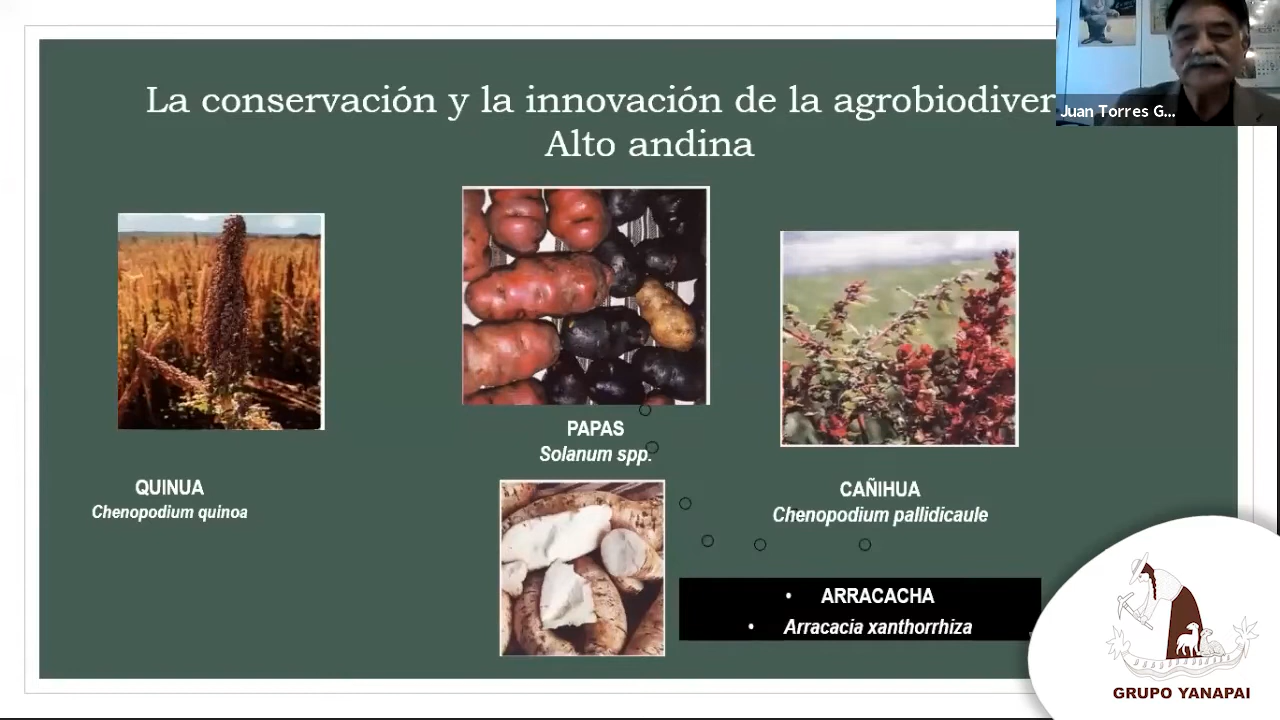 La conservación y la innovación de la agrobiodiver
Alto andina
Juan Torres G...
PAPAS
Solanum spp.
QUINUA
Chenopodium quinoa
CAÑIHUA
Chenopodium pallidicaule
• ARRACACHA
• Arracacia xanthorrhiza
GRUPO YANAPAI